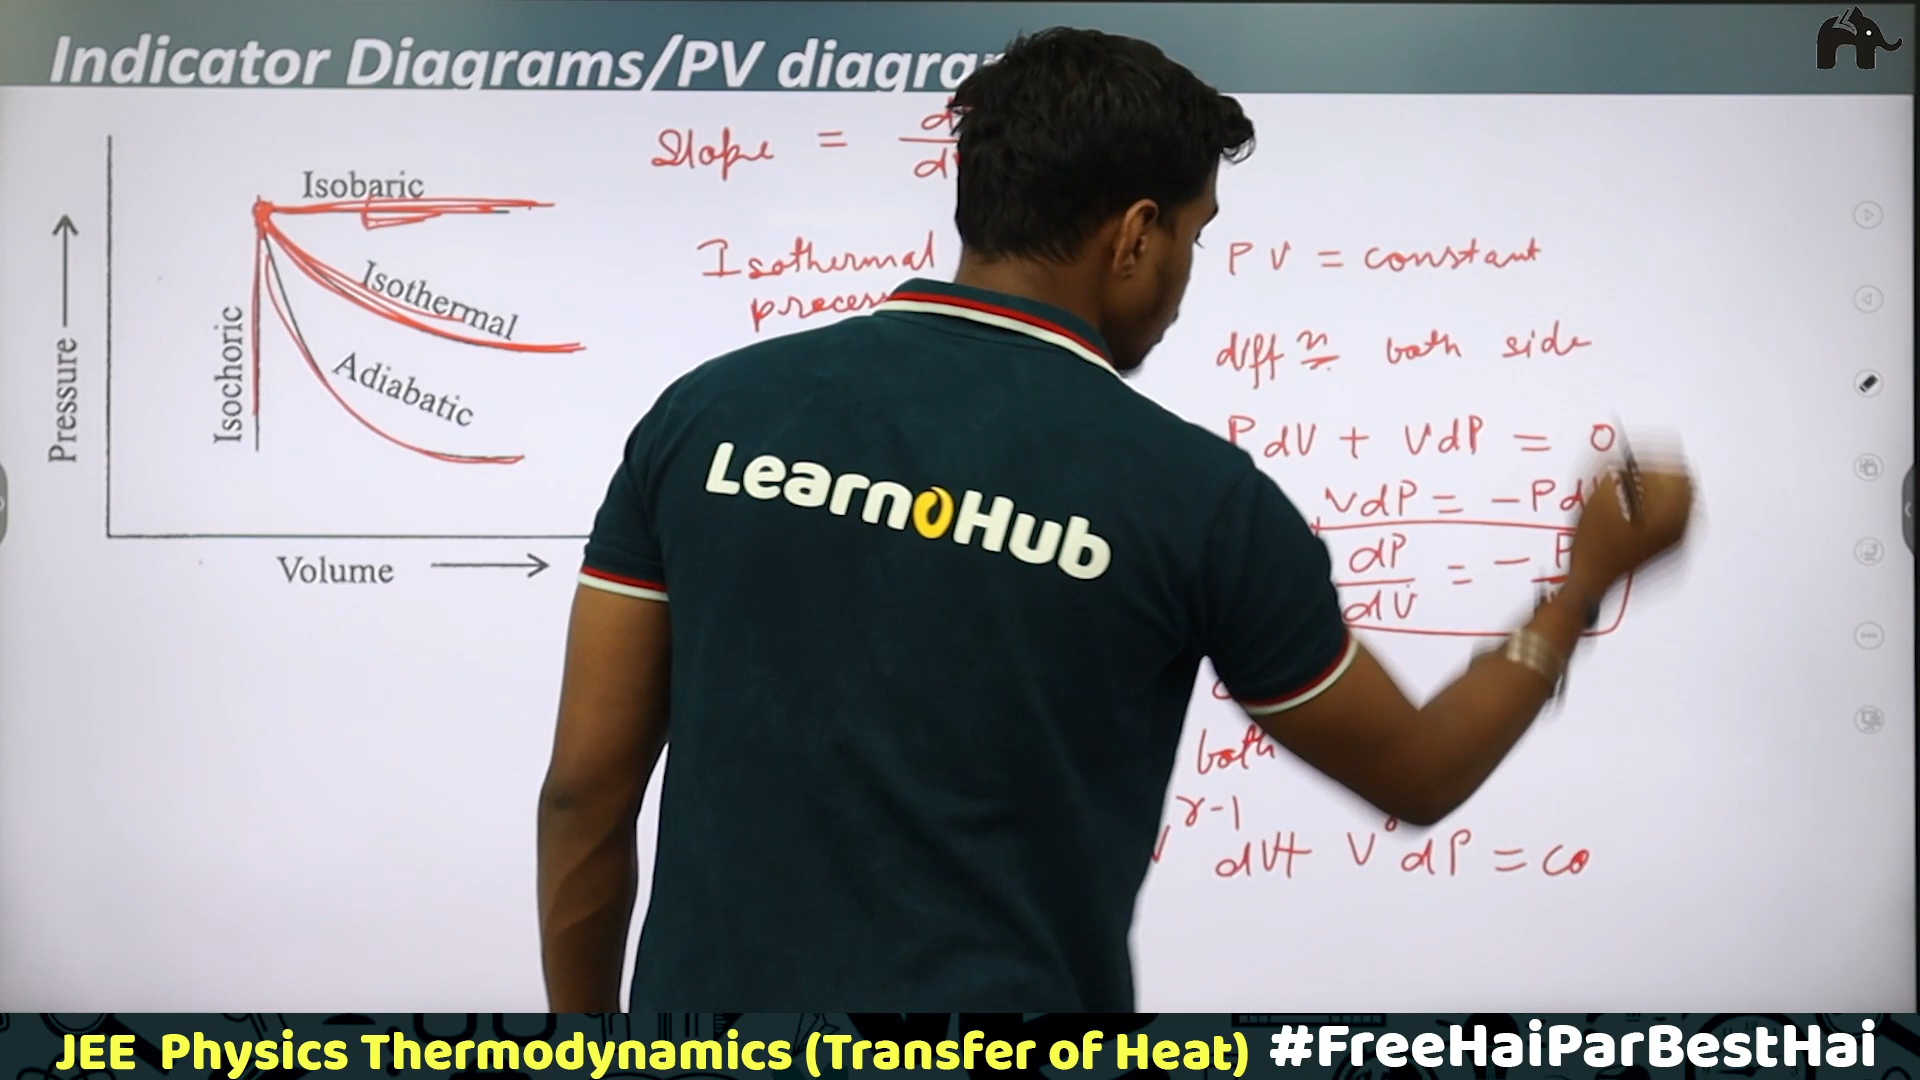 Indicator Diagrams/PV diagra
Isobaric
Isothermal
Adiabatic
Isochoric
Pressure
Volume
Slope =
Isothermal
process
PV = constant
diff n both side
PdV + VdP = 0
VdP = -Pd
dP/dV = -P
both
γ-1
V dV+ V dP = co
LearnoHub
JEE Physics Thermodynamics (Transfer of Heat) #FreeHaiParBestHai